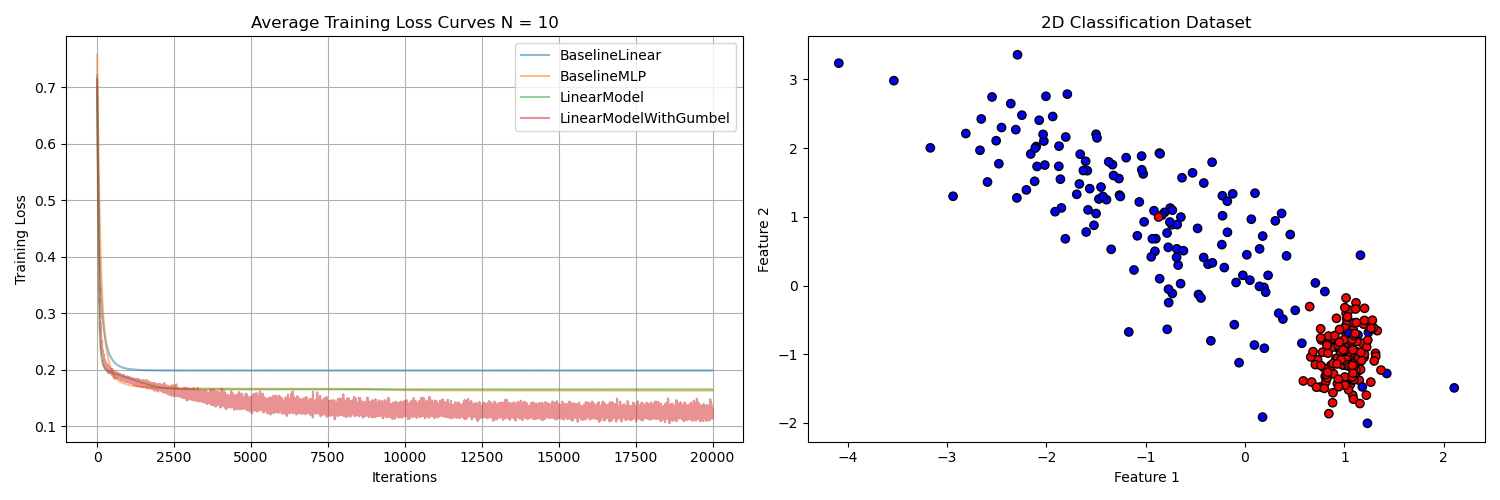 Average Training Loss Curves N = 10
Training Loss
0.7
0.6
0.5
0.4
0.3
0.2
0.1
BaselineLinear
BaselineMLP
LinearModel
LinearModelWithGumbel
0 2500 5000 7500 10000 12500 15000 17500 20000
Iterations
2D Classification Dataset
Feature 2
3
2
1
0
−1
−2
−4 −3 −2 −1 0 1 2
Feature 1